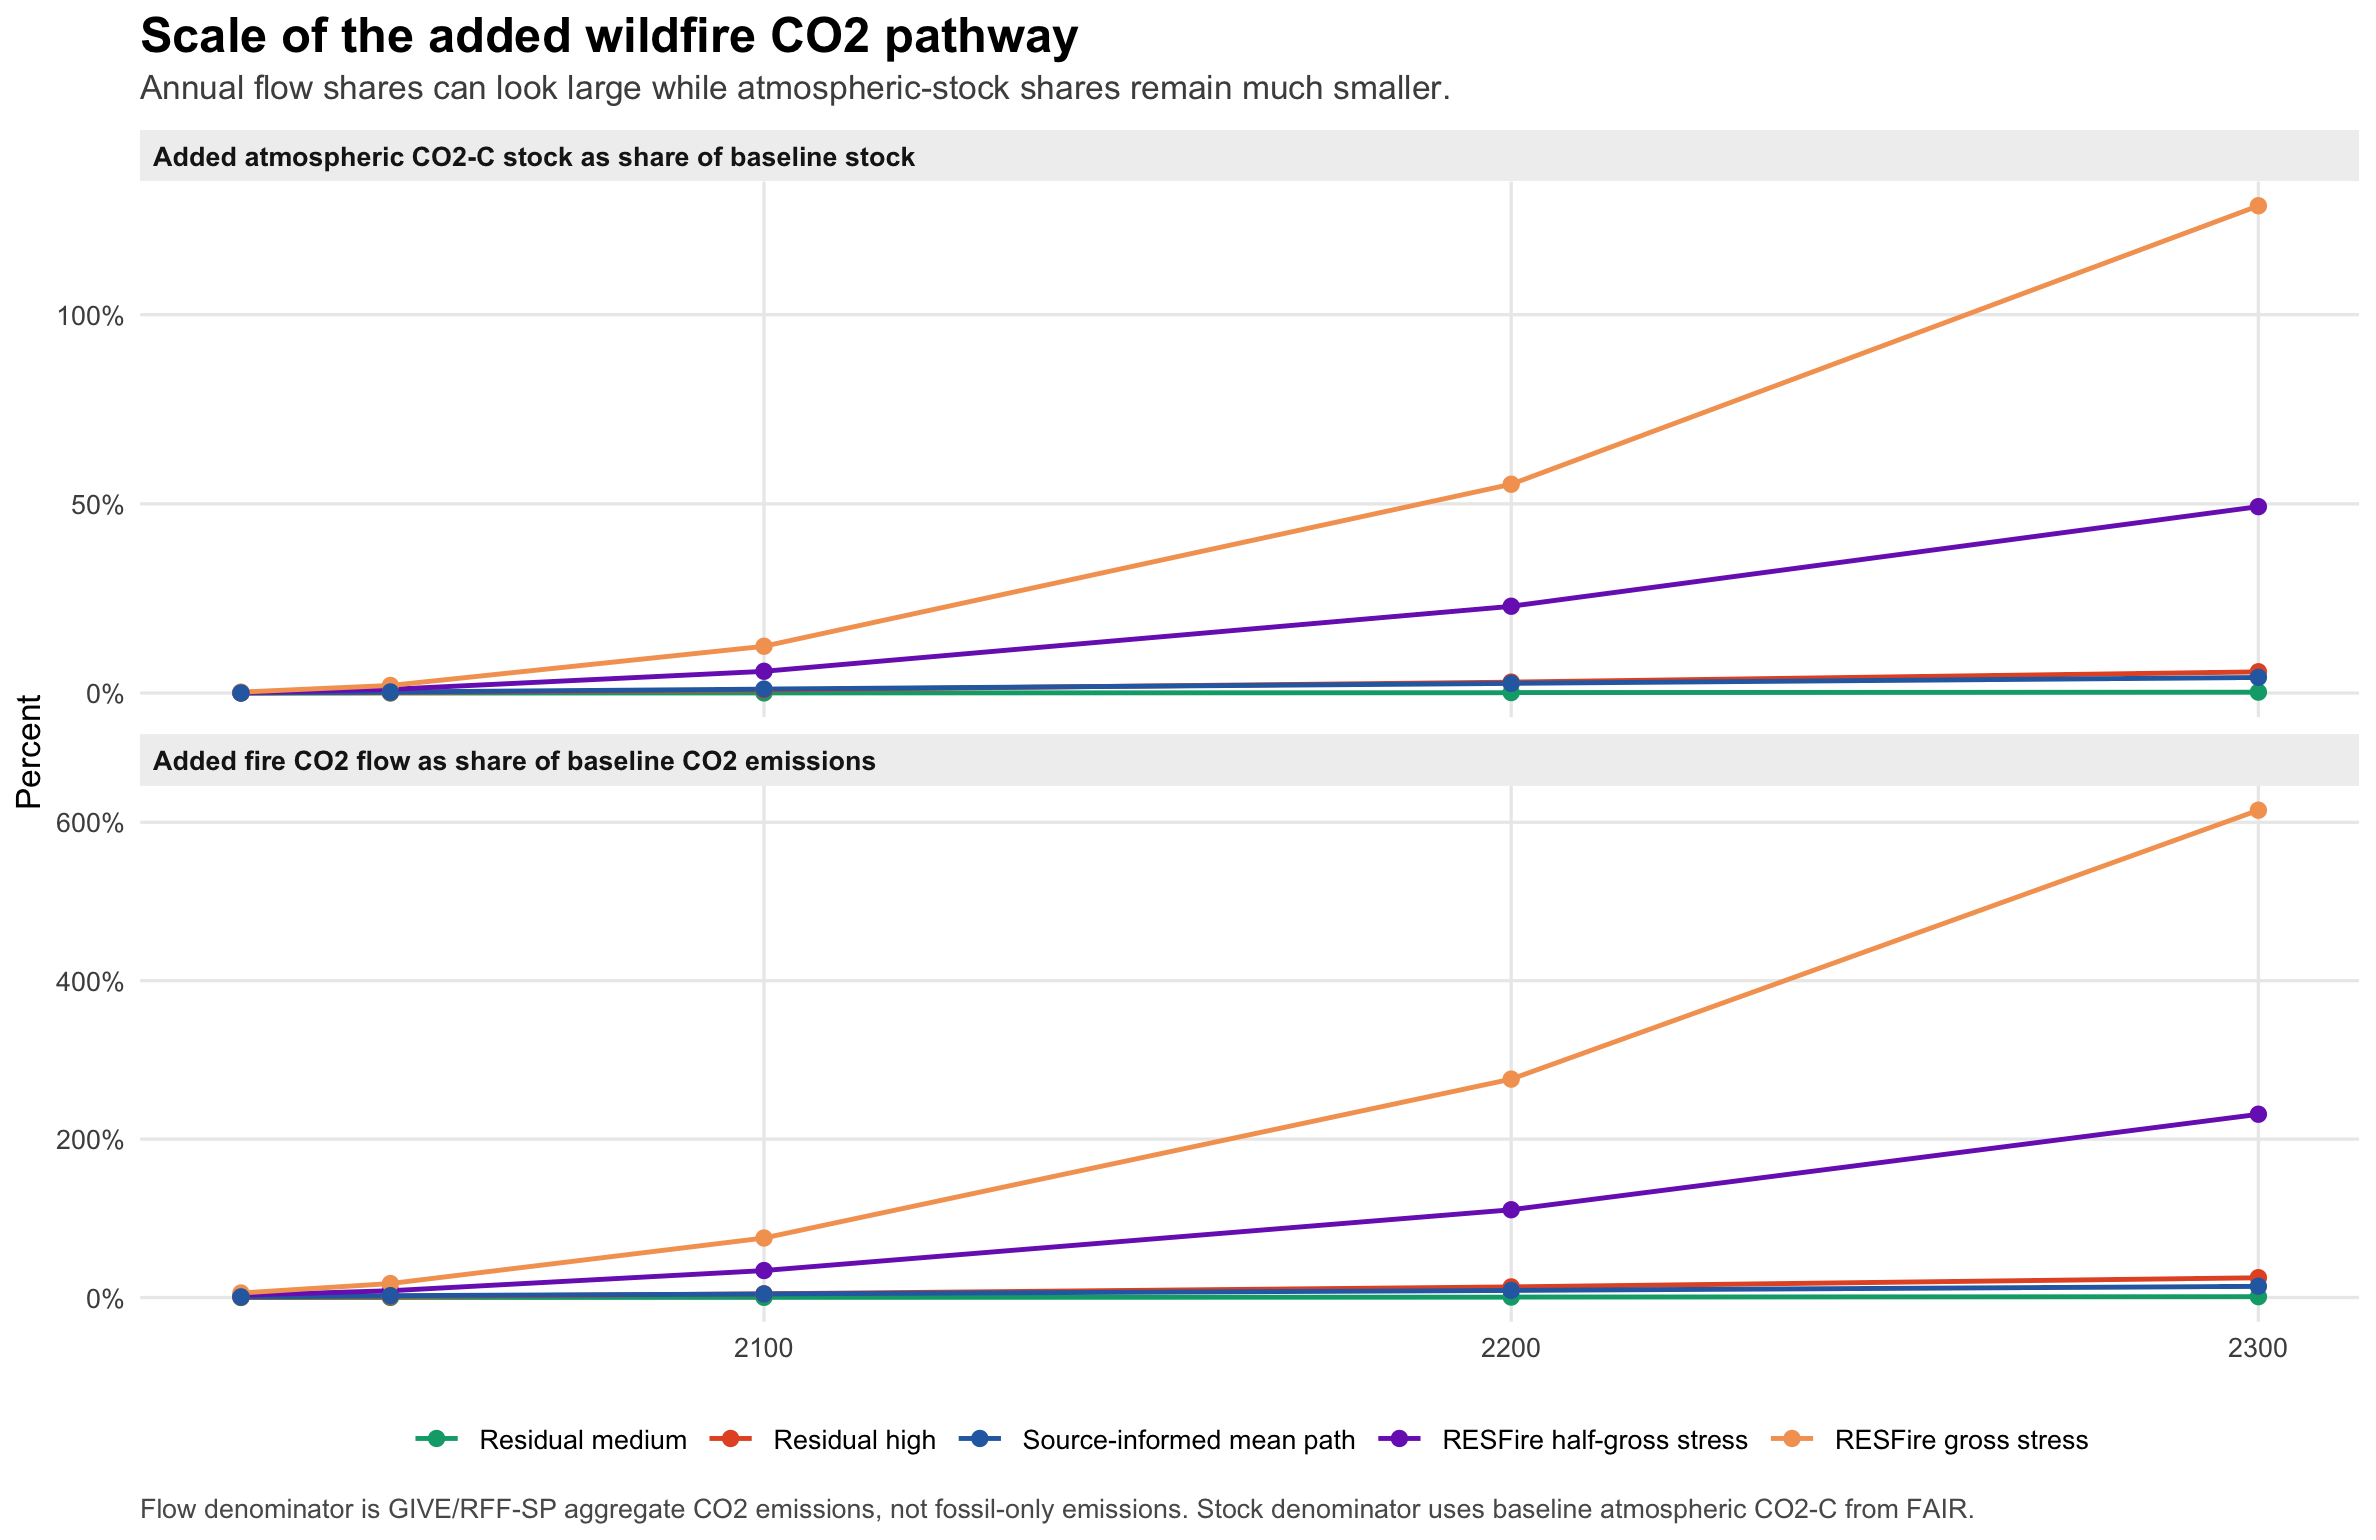 Scale of the added wildfire CO2 pathway
Annual flow shares can look large while atmospheric-stock shares remain much smaller.
Added atmospheric CO2-C stock as share of baseline stock
100%
50%
0%
Percent
Added fire CO2 flow as share of baseline CO2 emissions
600%
400%
200%
0%
2100 2200 2300
Residual medium Residual high Source-informed mean path RESFire half-gross stress RESFire gross stress
Flow denominator is GIVE/RFF-SP aggregate CO2 emissions, not fossil-only emissions. Stock denominator uses baseline atmospheric CO2-C from FAIR.